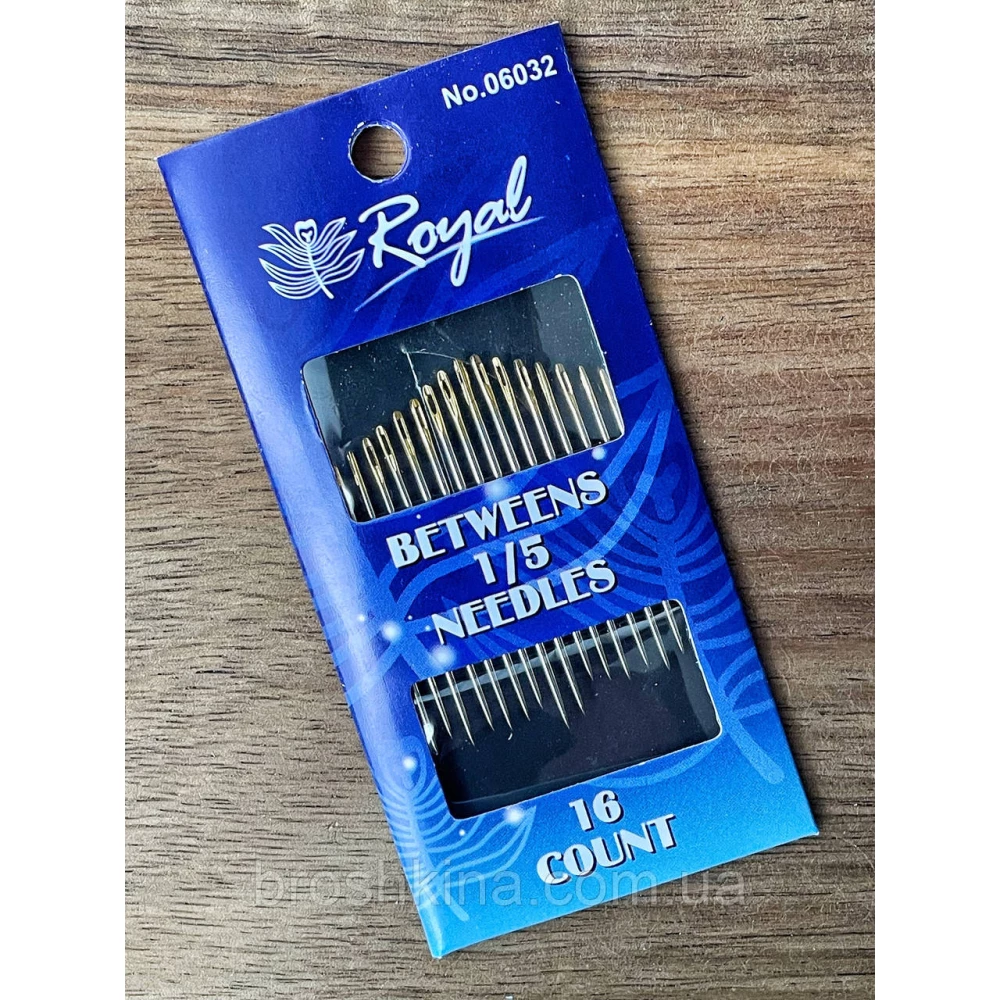 No.06032
Royal
BETWEENS
1/5
NEEDLES
16
COUNT
broshkina.com.ua